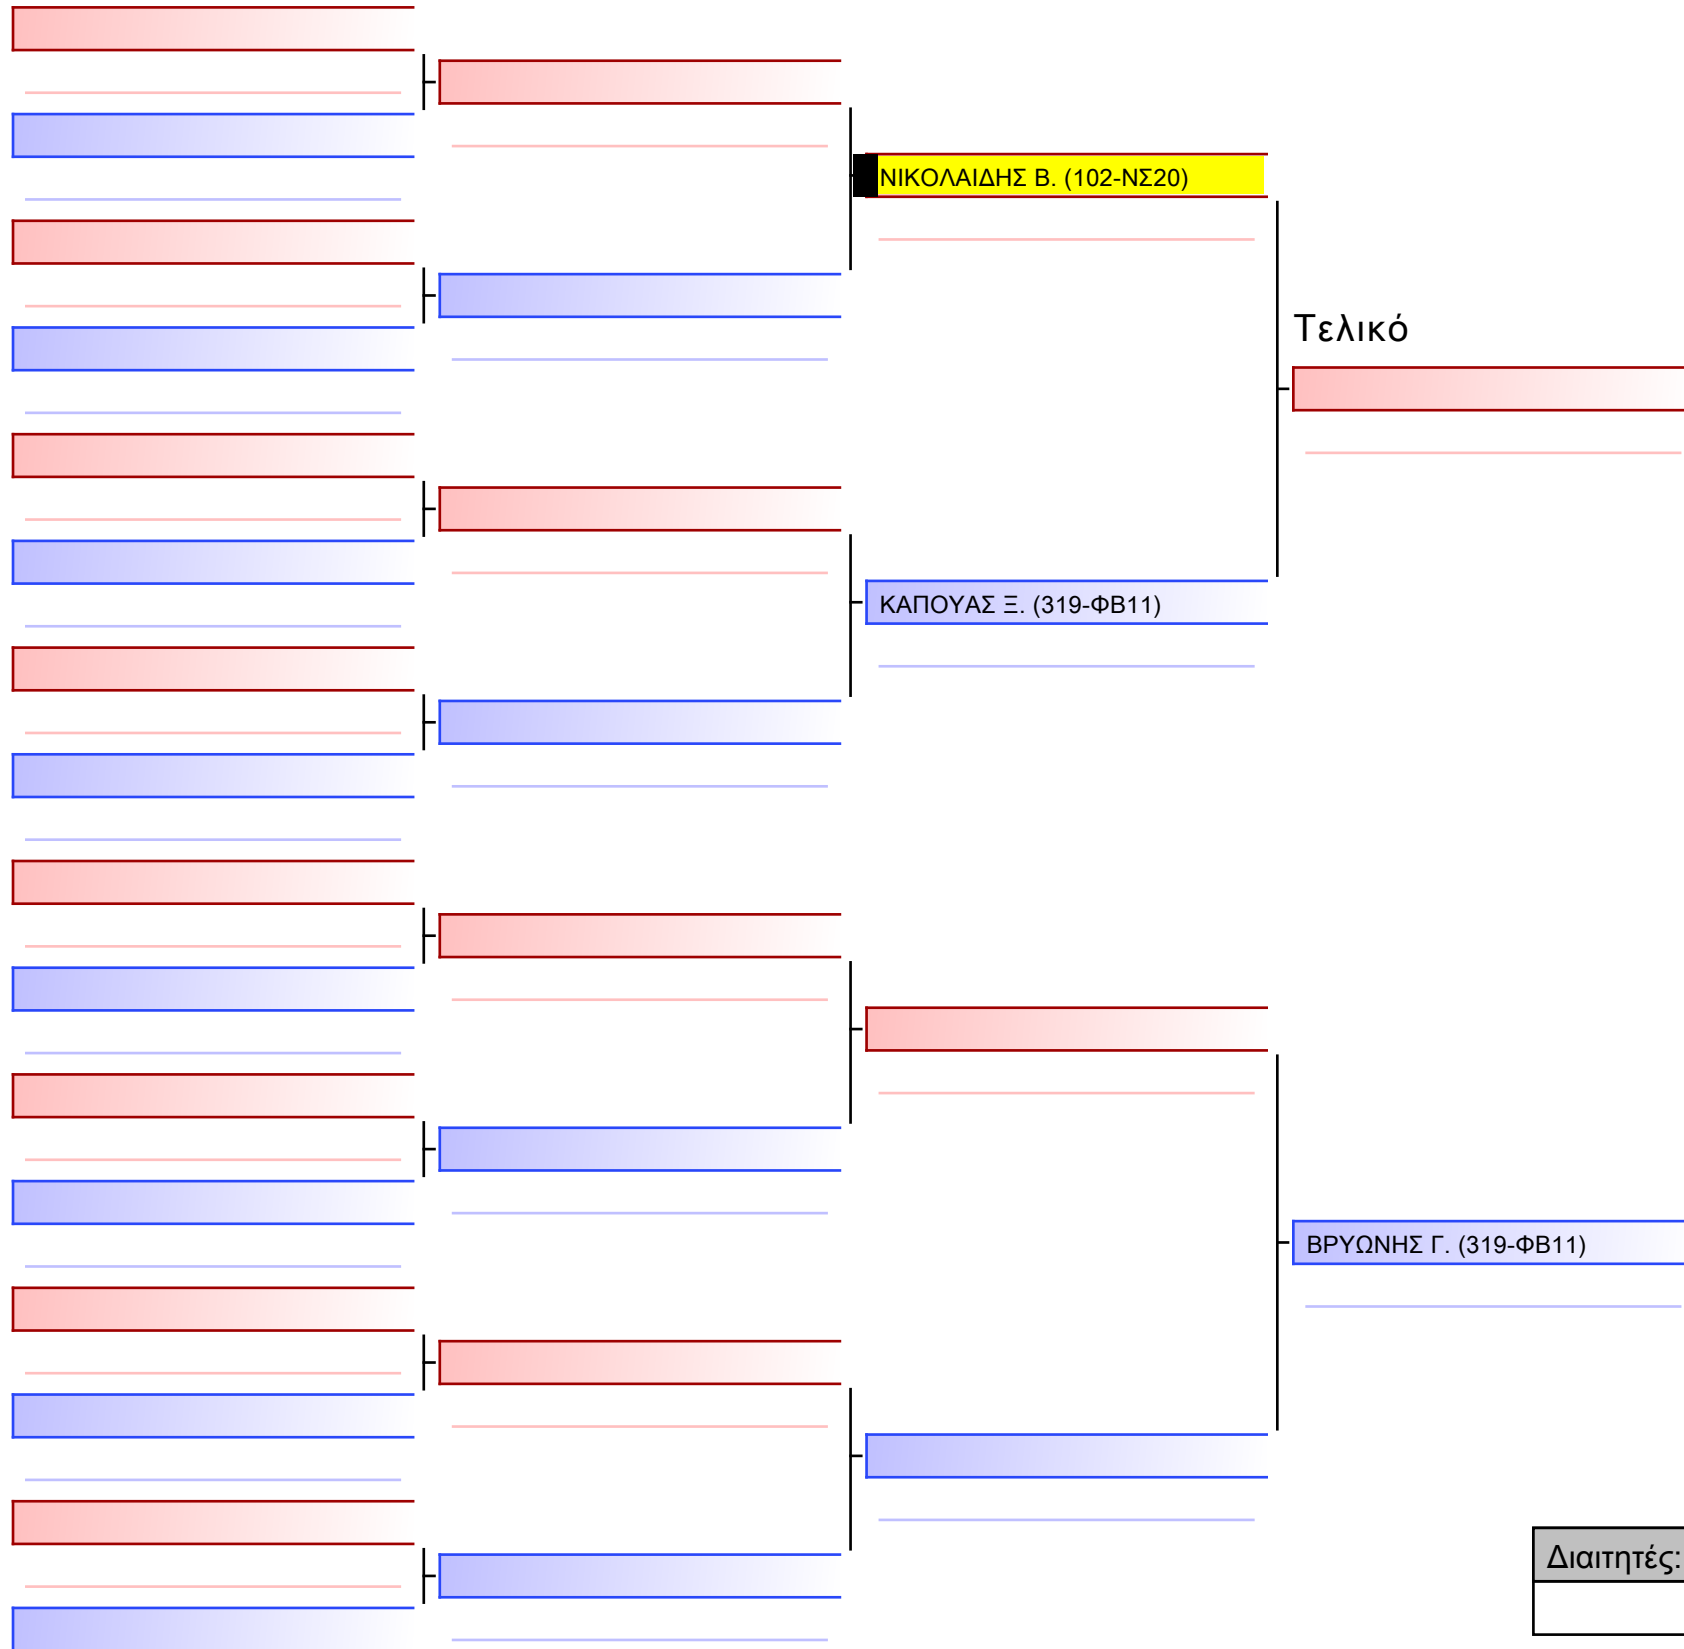 ΝΙΚΟΛΑΙΔΗΣ Β. (102-ΝΣ20)
Τελικό
ΚΑΠΟΥΑΣ Ξ. (319-ΦΒ11)
ΒΡΥΩΝΗΣ Γ. (319-ΦΒ11)
Διαιτητές: